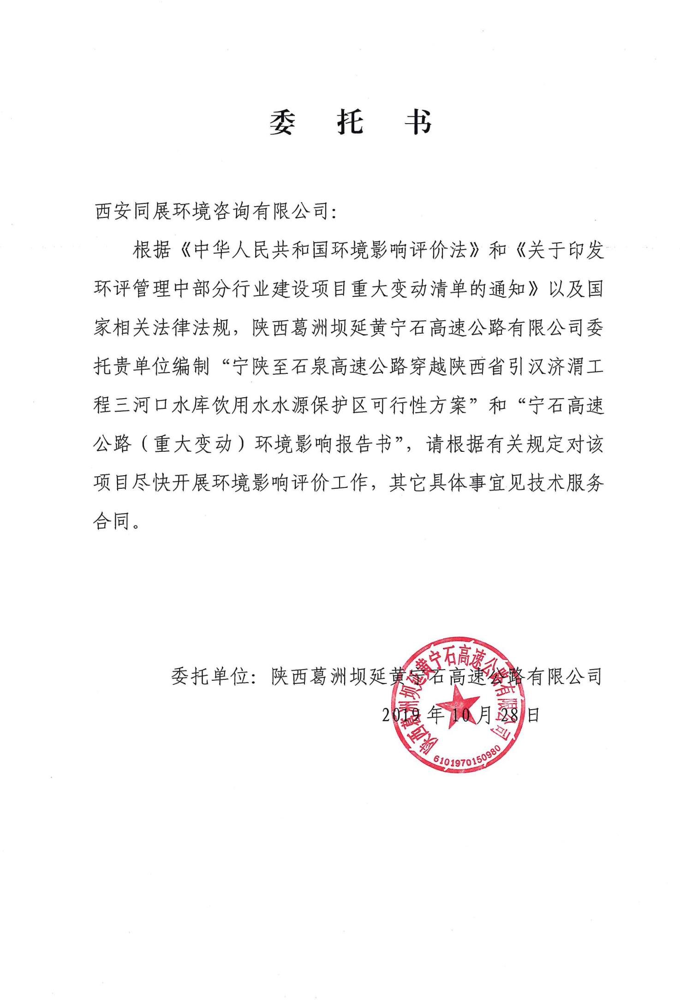 委托书
西安同展环境咨询有限公司：
根据《中华人民共和国环境影响评价法》和《关于印发
环评管理中部分行业建设项目重大变动清单的通知》以及国
家相关法律法规，陕西葛洲坝延黄宁石高速公路有限公司委
托贵单位编制“宁陕至石泉高速公路穿越陕西省引汉济渭工
程三河口水库饮用水水源保护区可行性方案”和“宁石高速
公路（重大变动）环境影响报告书”，请根据有关规定对该
项目尽快开展环境影响评价工作，其它具体事宜见技术服务
合同。
委托单位：陕西葛洲坝延黄宁石高速公路有限公司
2019年10月28日
陕西葛洲坝延黄宁石高速公路有限公司
6101970150980